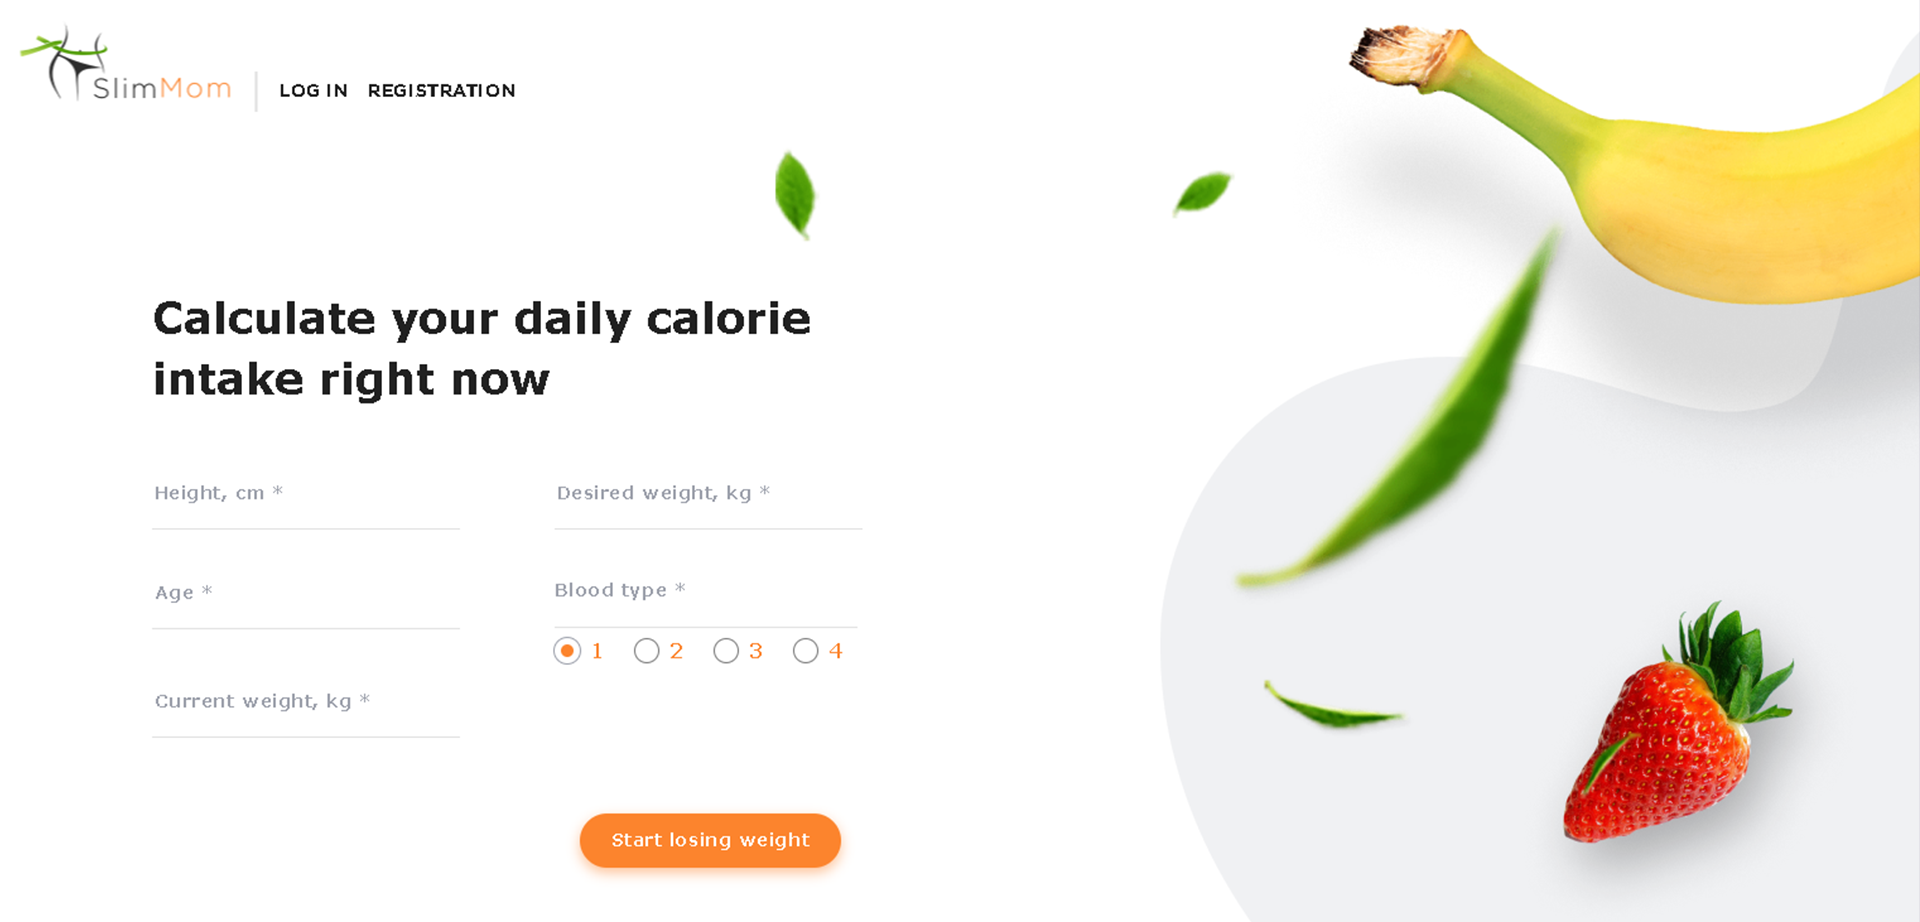 SlimMom
LOG IN REGISTRATION
Calculate your daily calorie
intake right now
Height, cm *
Desired weight, kg *
Age *
Blood type *
1 2 3 4
Current weight, kg *
Start losing weight